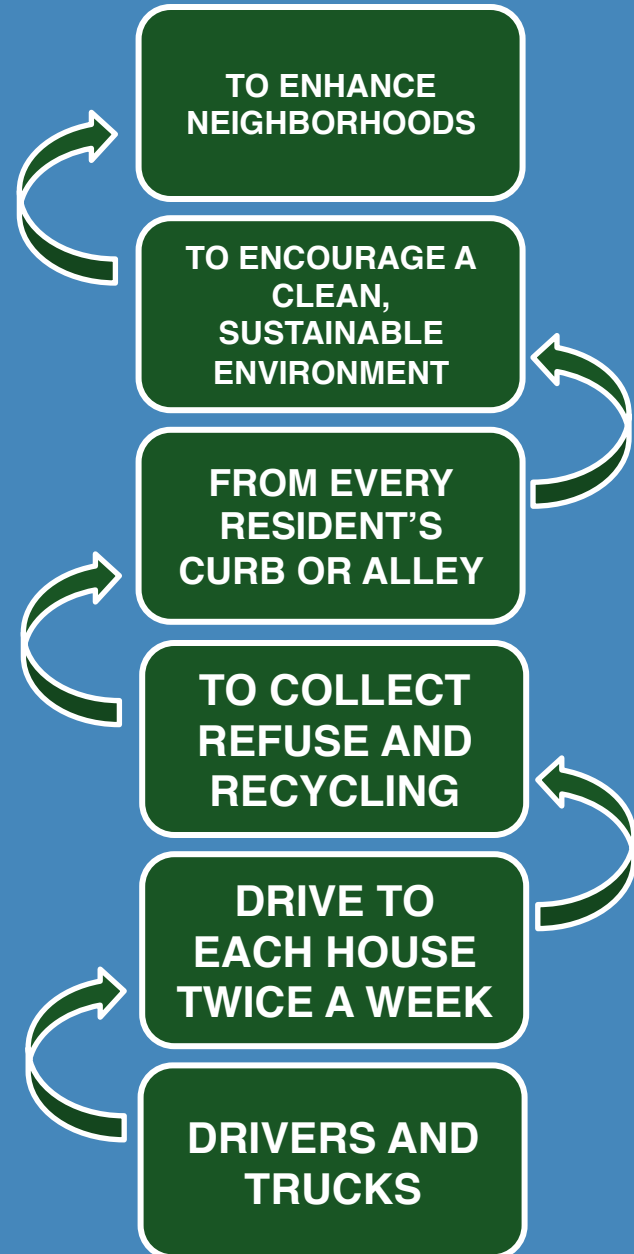 TO ENHANCE
NEIGHBORHOODS
TO ENCOURAGE A
CLEAN,
SUSTAINABLE
ENVIRONMENT
FROM EVERY
RESIDENT’S
CURB OR ALLEY
TO COLLECT
REFUSE AND
RECYCLING
DRIVE TO
EACH HOUSE
TWICE A WEEK
DRIVERS AND
TRUCKS